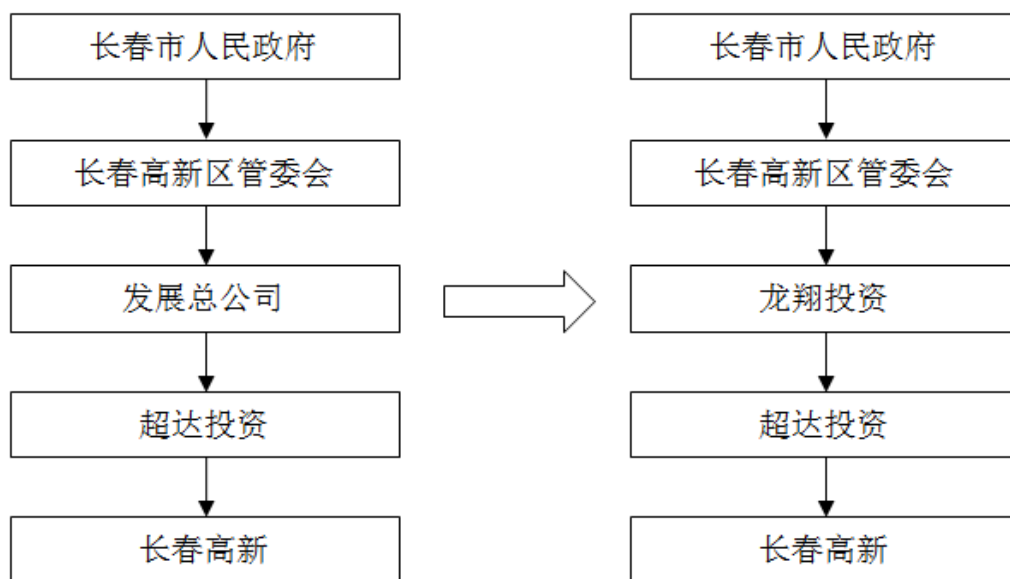 长春市人民政府
长春高新区管委会
发展总公司
超达投资
长春高新
长春市人民政府
长春高新区管委会
龙翔投资
超达投资
长春高新